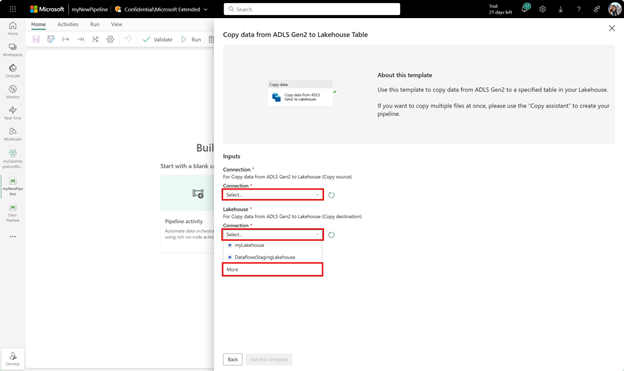 Microsoft
myNewPipeline
Confidential\Microsoft Extended
Search
Trial:
21 days left
Home
Activities
Run
View
Validate
Run
Home
Workspaces
OneLake
Monitor
Real-Time
Workloads
myNewPipe
line
Data
Pipeline
Develop
Buil
Start with a blank ca
Pipeline activity
Automate data orchestra
using rich no code activi
Copy data from ADLS Gen2 to Lakehouse Table
Copy data
Copy data from ADLS
Gen2 to Lakehouse
About this template
Use this template to copy data from ADLS Gen2 to a specified table in your Lakehouse.
If you want to copy multiple files at once, please use the "Copy assistant" to create your
pipeline.
Inputs
Connection *
For Copy data from ADLS Gen2 to Lakehouse (Copy source)
Connection *
Select...
Lakehouse *
For Copy data from ADLS Gen2 to Lakehouse (Copy destination)
Connection *
Select...
myLakehouse
DataflowsStagingLakehouse
More
Back
Use this template